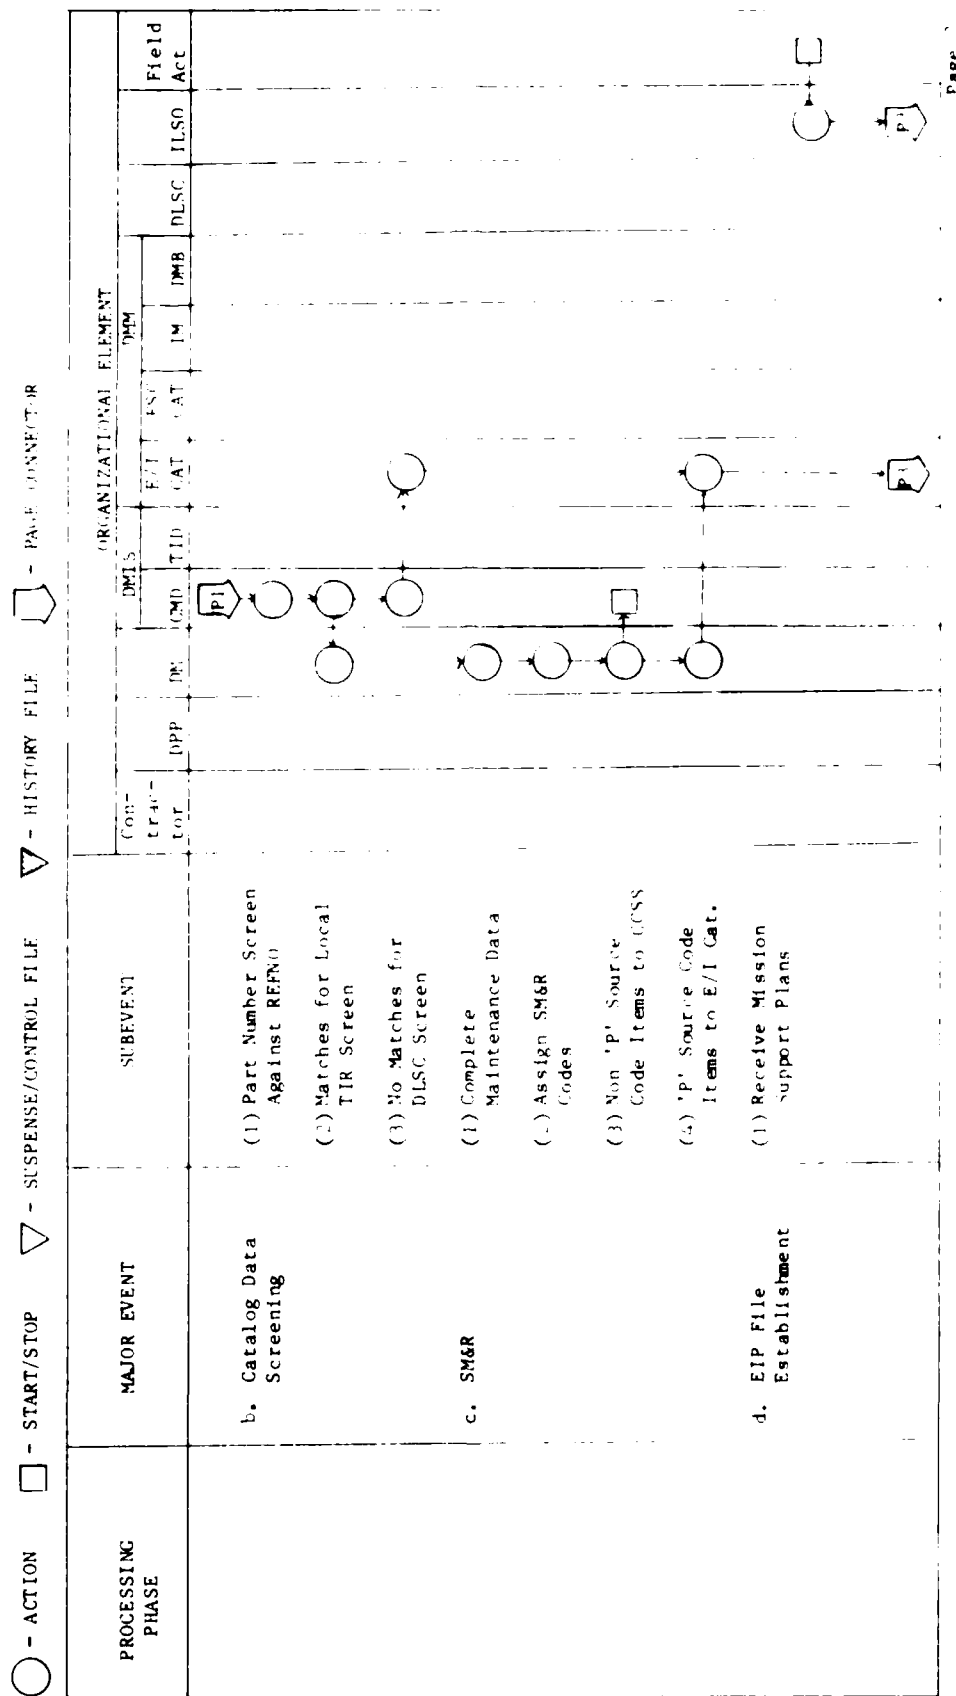 - ACTION
- START/STOP
- SUSPENSE/CONTROL FILE
- HISTORY FILE
- PAGE CONNECTOR
PROCESSING
PHASE
MAJOR EVENT
SUBEVENT
ORGANIZATIONAL ELEMENT
Con-
trac-
tor
DPP
DM
DMIS
CMD
TID
DMM
E/I
CAT
CAT
IM
DMB
DLSC
ILSO
Field
Act
b. Catalog Data
Screening
(1) Part Number Screen
Against REFNO
(2) Matches for Local
TIR Screen
(3) No Matches for
DLSC Screen
P1
c. SM&R
(1) Complete
Maintenance Data
(2) Assign SM&R
Codes
(3) Non 'P' Source
Code Items to CCSS
(4) 'P' Source Code
Items to E/I Cat.
d. EIP File
Establishment
(1) Receive Mission
Support Plans
Page